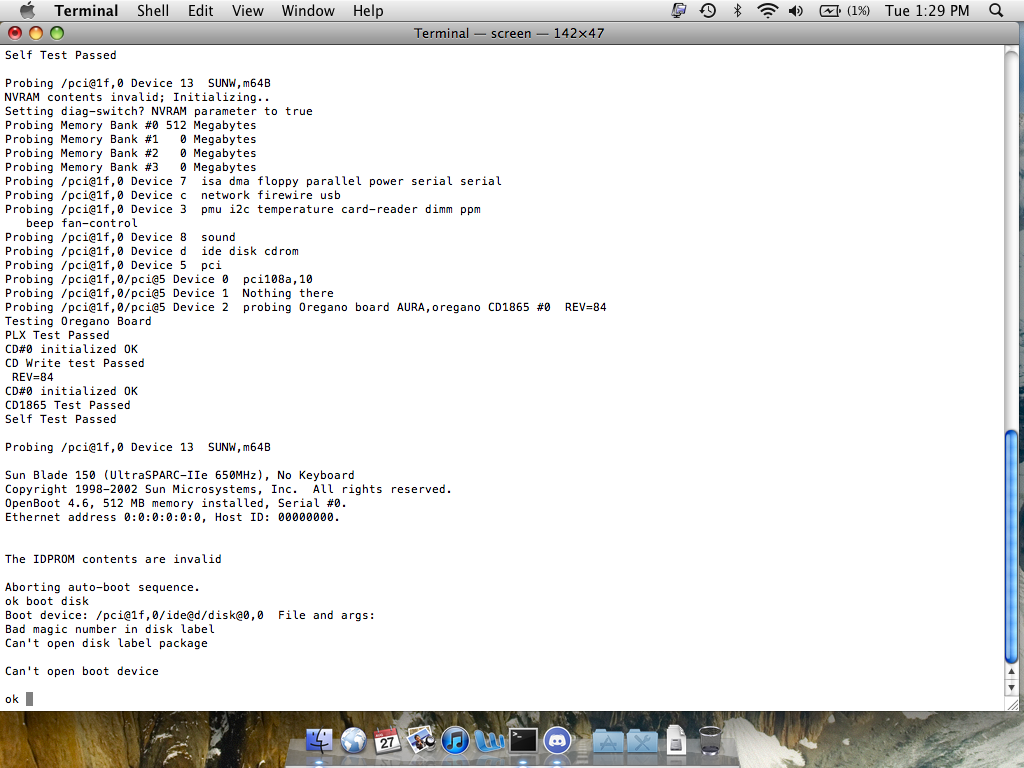 Terminal Shell Edit View Window Help (1%) Tue 1:29 PM
Terminal — screen — 142×47
Self Test Passed
Probing /pci@1f,0 Device 13  SUNW,m64B
NVRAM contents invalid; Initializing..
Setting diag-switch? NVRAM parameter to true
Probing Memory Bank #0 512 Megabytes
Probing Memory Bank #1   0 Megabytes
Probing Memory Bank #2   0 Megabytes
Probing Memory Bank #3   0 Megabytes
Probing /pci@1f,0 Device 7  isa dma floppy parallel power serial serial
Probing /pci@1f,0 Device c  network firewire usb
Probing /pci@1f,0 Device 3  pmu i2c temperature card-reader dimm ppm
   beep fan-control
Probing /pci@1f,0 Device 8  sound
Probing /pci@1f,0 Device d  ide disk cdrom
Probing /pci@1f,0 Device 5  pci
Probing /pci@1f,0/pci@5 Device 0  pci108a,10
Probing /pci@1f,0/pci@5 Device 1  Nothing there
Probing /pci@1f,0/pci@5 Device 2  probing Oregano board AURA,oregano CD1865 #0  REV=84
Testing Oregano Board
PLX Test Passed
CD#0 initialized OK
CD Write test Passed
 REV=84
CD#0 initialized OK
CD1865 Test Passed
Self Test Passed
Probing /pci@1f,0 Device 13  SUNW,m64B
Sun Blade 150 (UltraSPARC-IIe 650MHz), No Keyboard
Copyright 1998-2002 Sun Microsystems, Inc.  All rights reserved.
OpenBoot 4.6, 512 MB memory installed, Serial #0.
Ethernet address 0:0:0:0:0:0, Host ID: 00000000.
The IDPROM contents are invalid
Aborting auto-boot sequence.
ok boot disk
Boot device: /pci@1f,0/ide@d/disk@0,0  File and args:
Bad magic number in disk label
Can't open disk label package
Can't open boot device
ok
27